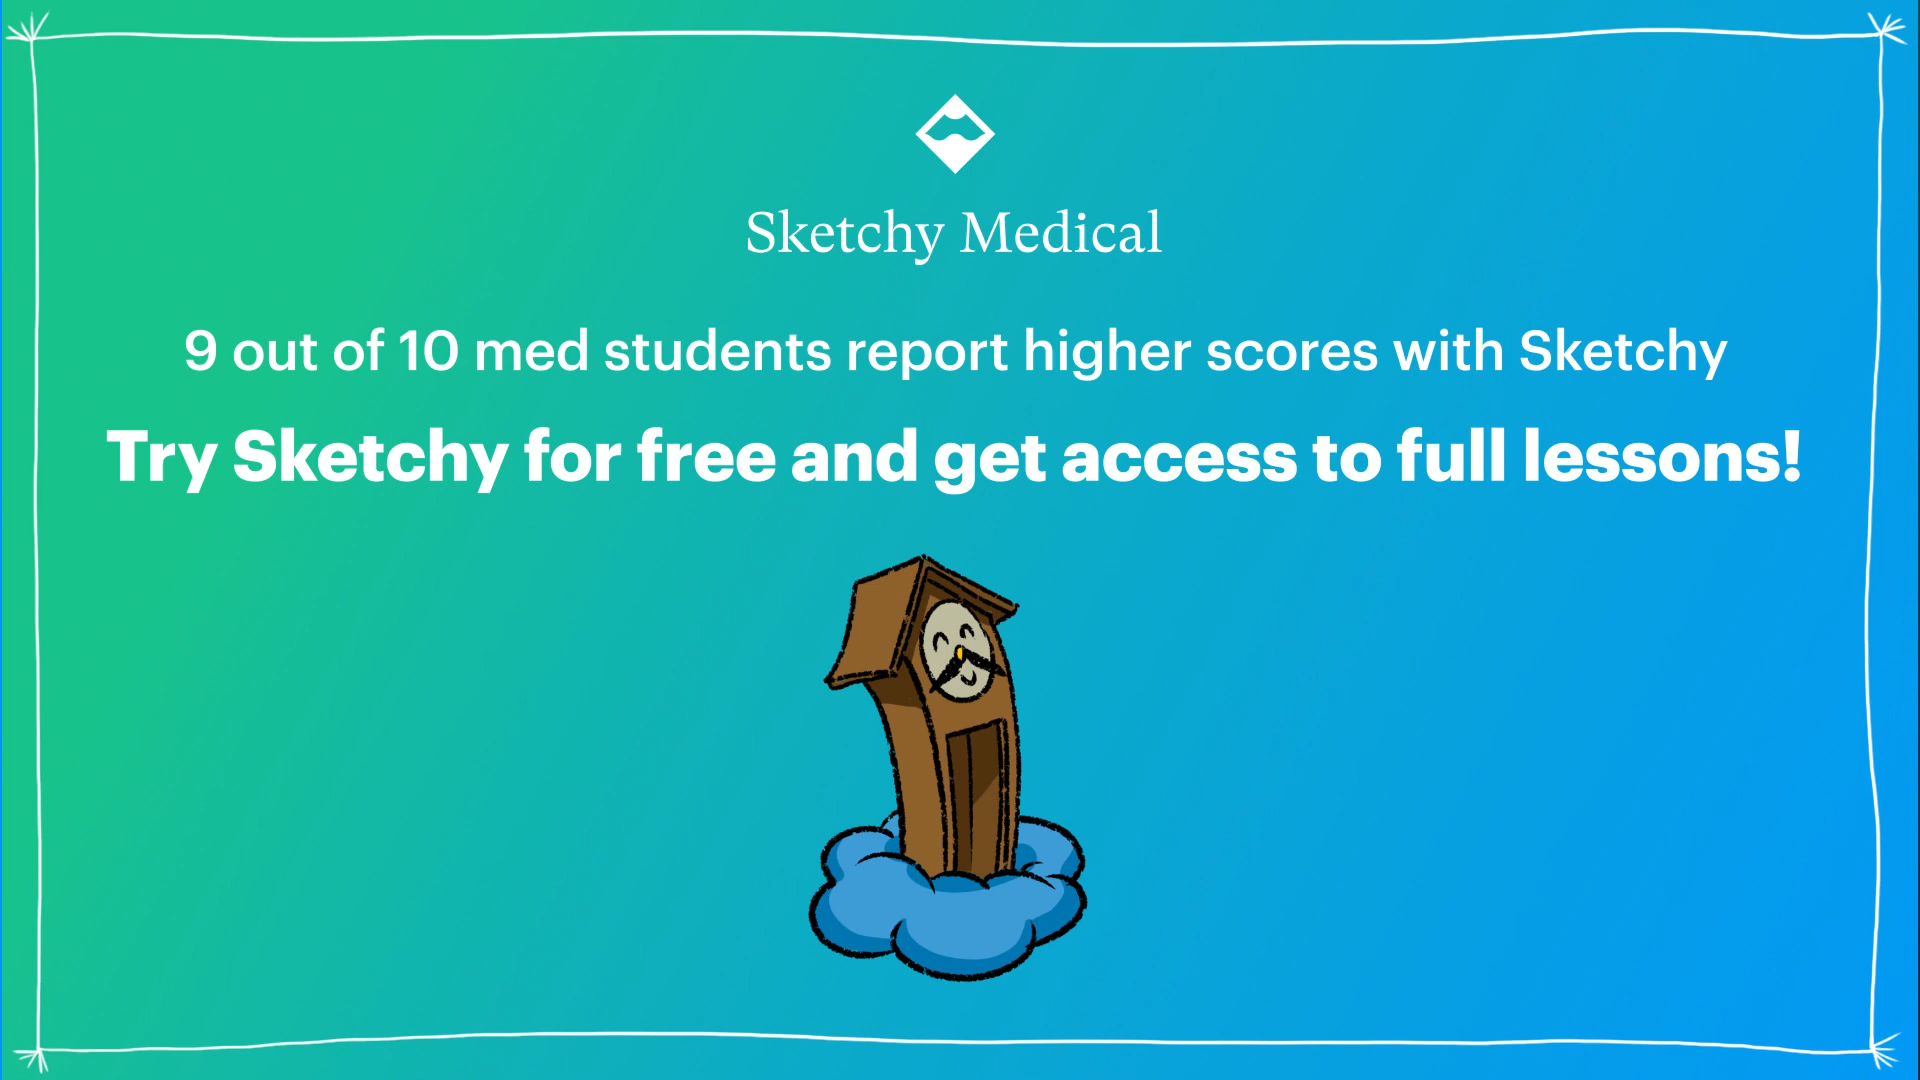 Sketchy Medical
9 out of 10 med students report higher scores with Sketchy
Try Sketchy for free and get access to full lessons!